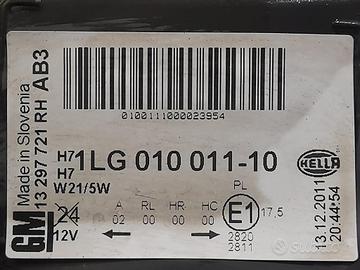 GM
Made in Slovenia
13 297721 RH AB3
0100111000023954
H7
H7
1LG 010 011-10
W21/5W
HELLA
PL
24
12V
A RL HR HC
02 00 00 00
E1
17,5
2820
2811
13.12.2011
20:44:54